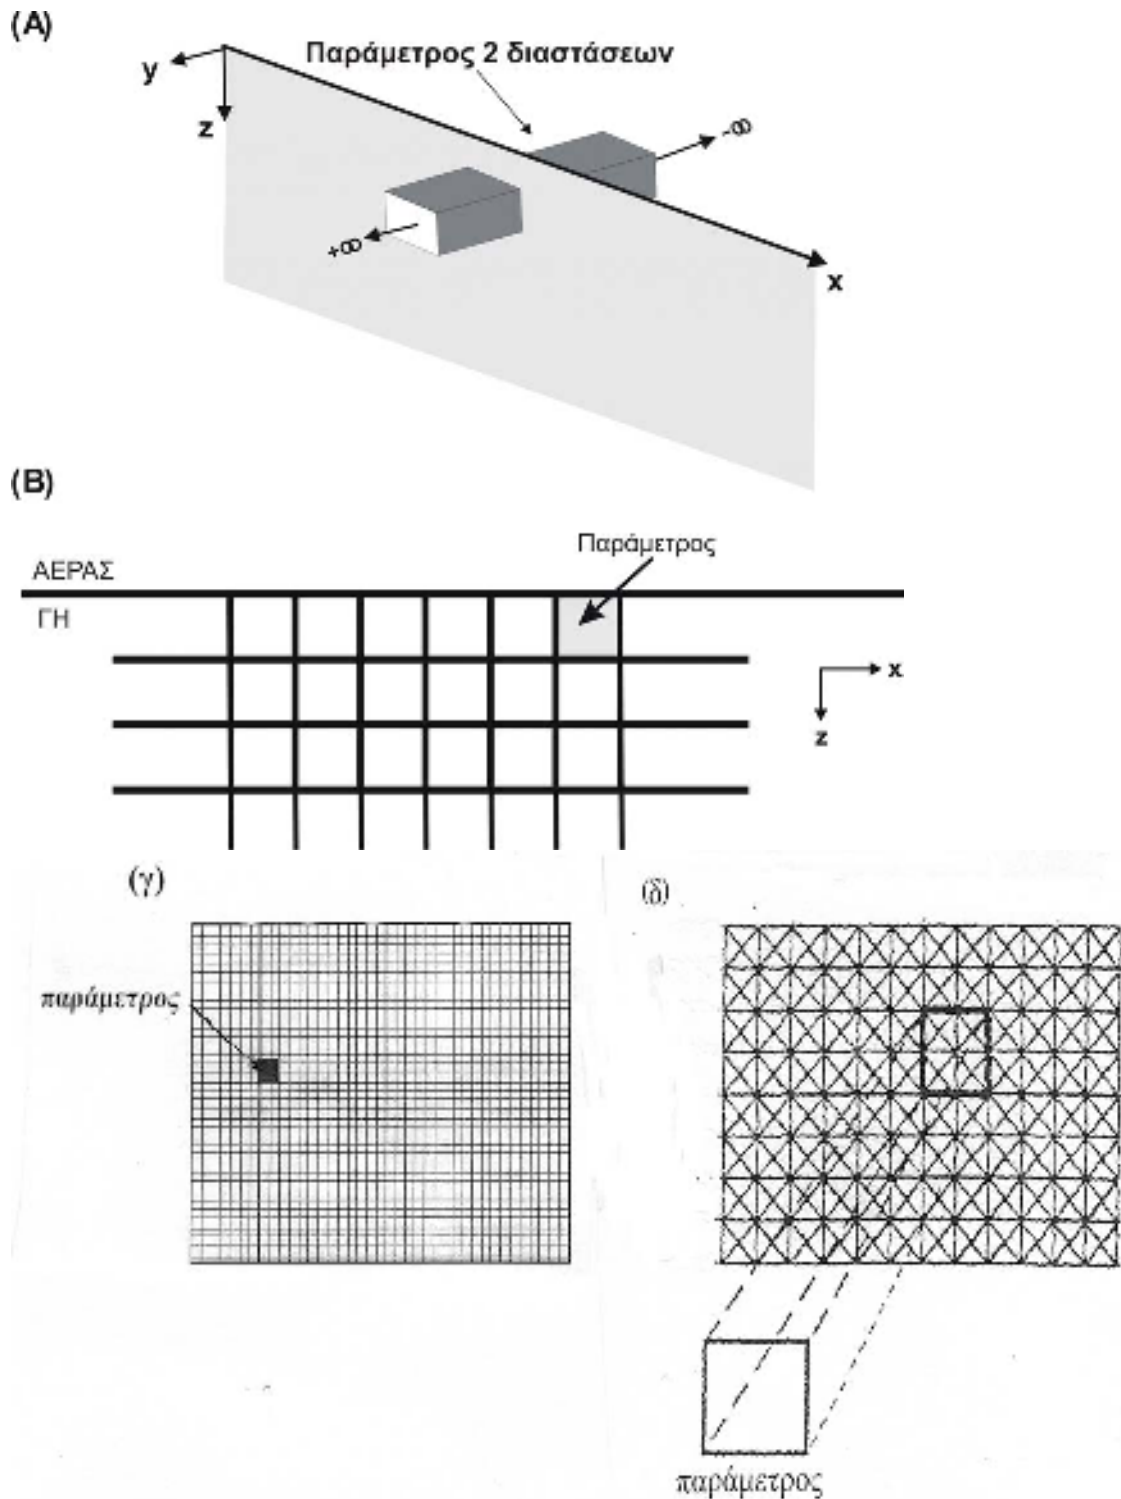 (A)
Παράμετρος 2 διαστάσεων
y
z
-∞
+∞
x
(B)
Παράμετρος
ΑΕΡΑΣ
ΓΗ
x
z
(γ)
(δ)
παράμετρος
παράμετρος